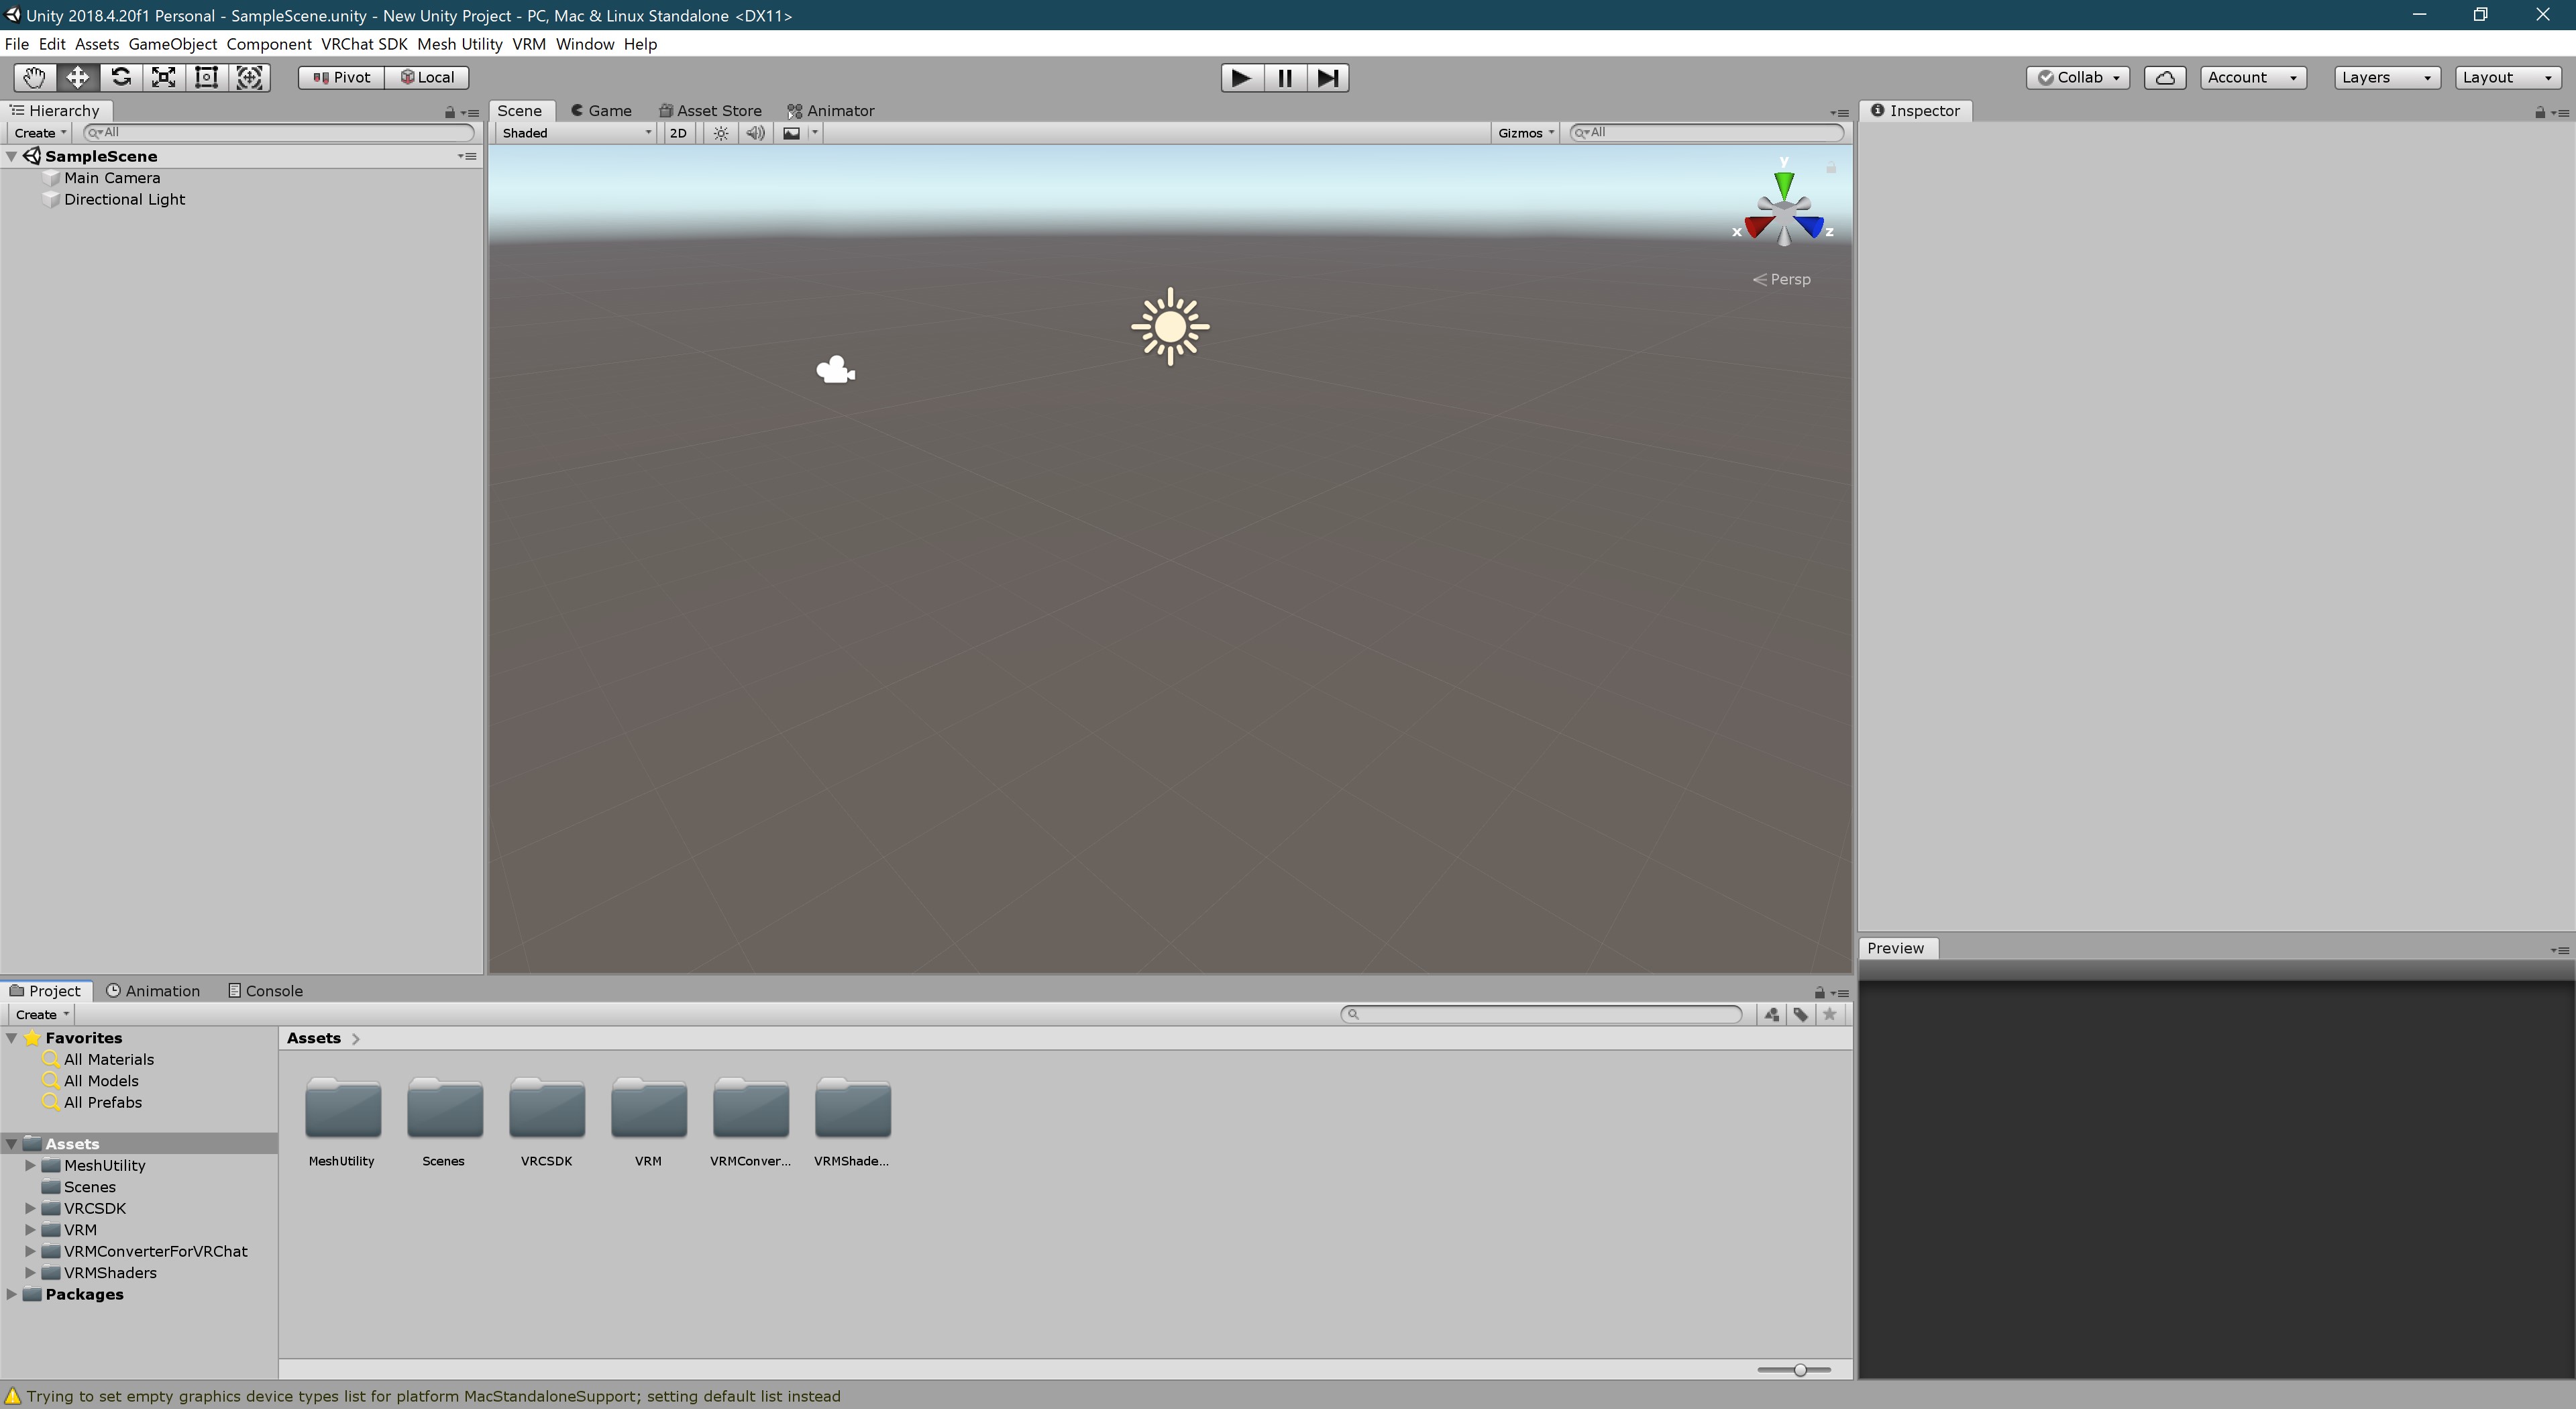 Unity 2018.4.20f1 Personal - SampleScene.unity - New Unity Project - PC, Mac & Linux Standalone <DX11>
File Edit Assets GameObject Component VRChat SDK Mesh Utility VRM Window Help
Pivot Local Collab Account Layers Layout
Hierarchy
Create All
SampleScene
Main Camera
Directional Light
Scene Game Asset Store Animator
Shaded 2D Gizmos All
y
x z
Persp
Inspector
Preview
Project Animation Console
Create
Favorites
All Materials
All Models
All Prefabs
Assets
MeshUtility
Scenes
VRCSDK
VRM
VRMConverterForVRChat
VRMShaders
Packages
Assets
MeshUtility Scenes VRCSDK VRM VRMConver... VRMShade...
Trying to set empty graphics device types list for platform MacStandaloneSupport; setting default list instead